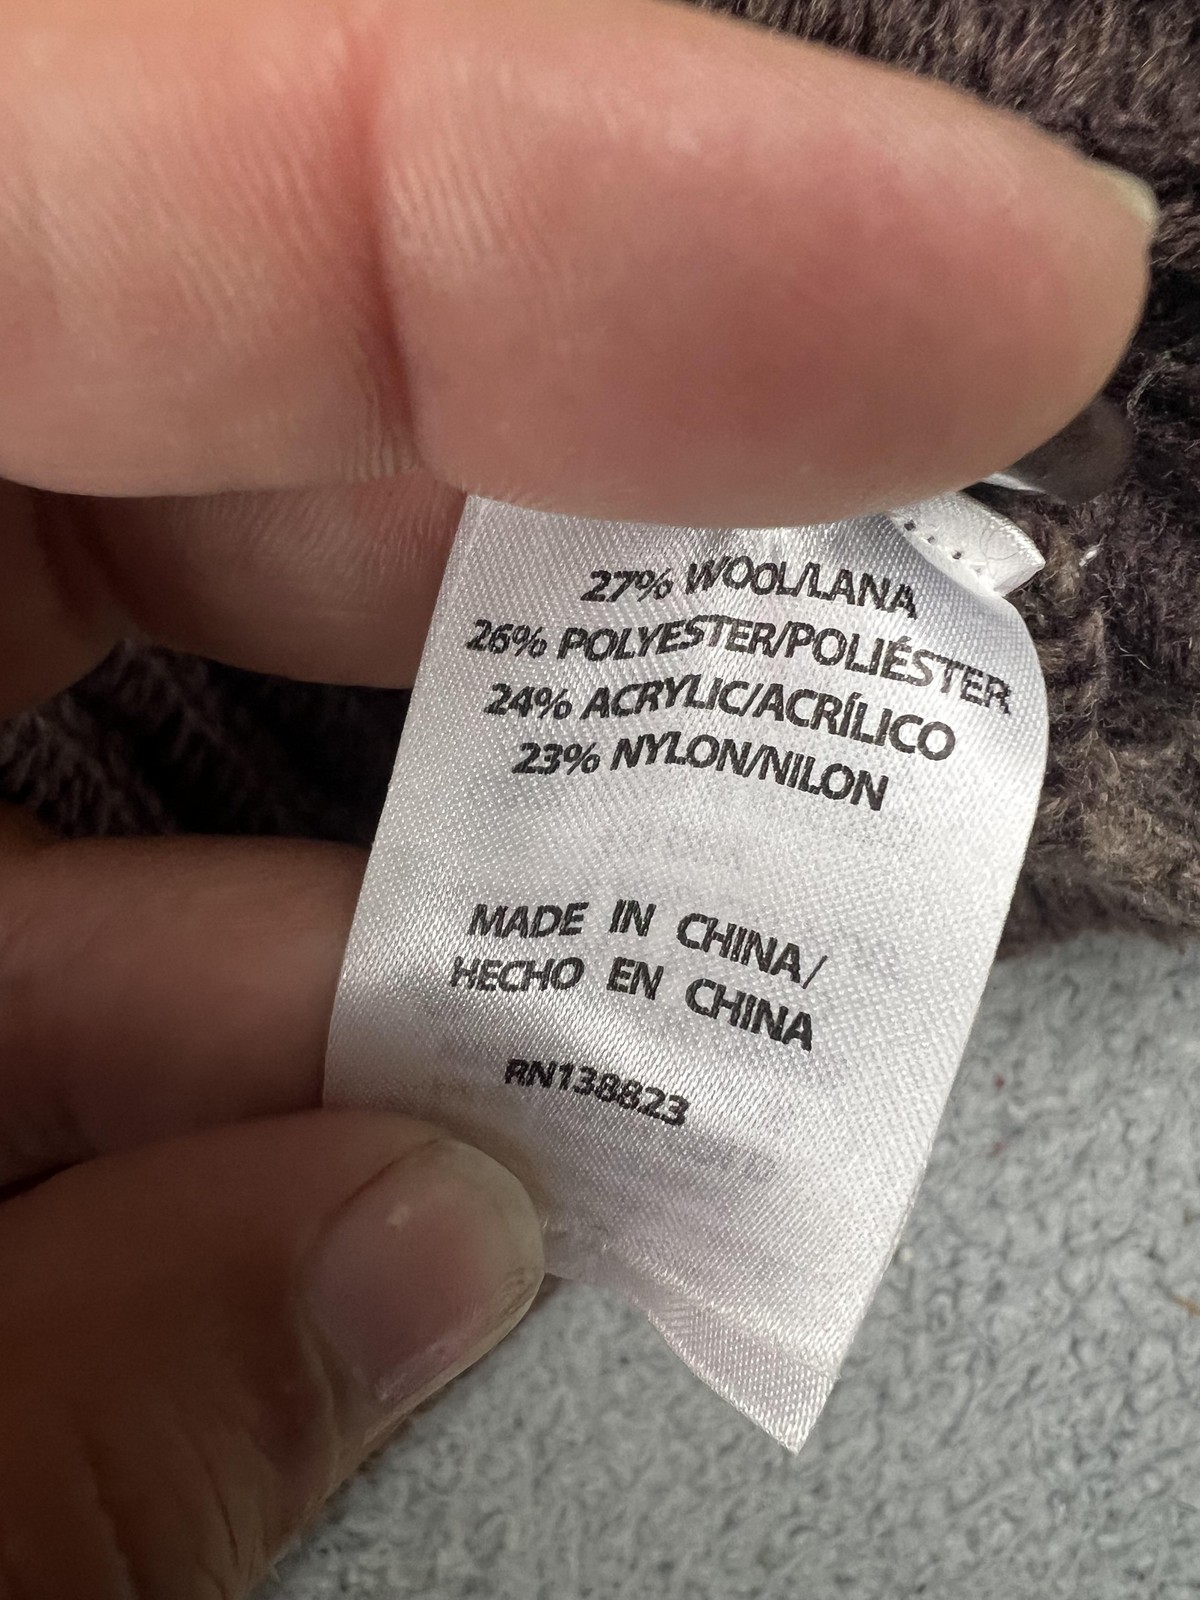 27% WOOL/LANA
26% POLYESTER/POLIÉSTER
24% ACRYLIC/ACRÍLICO
23% NYLON/NILON
MADE IN CHINA/
HECHO EN CHINA
RN138823